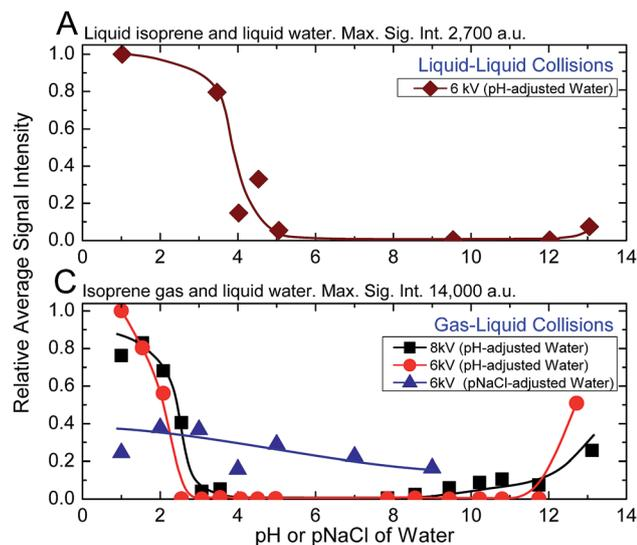 A
Liquid isoprene and liquid water. Max. Sig. Int. 2,700 a.u.
Liquid-Liquid Collisions
6 kV (pH-adjusted Water)
1.0
0.8
0.6
0.4
0.2
0.0
0 2 4 6 8 10 12 14
C
Isoprene gas and liquid water. Max. Sig. Int. 14,000 a.u.
Gas-Liquid Collisions
8kV (pH-adjusted Water)
6kV (pH-adjusted Water)
6kV (pNaCl-adjusted Water)
1.0
0.8
0.6
0.4
0.2
0.0
0 2 4 6 8 10 12 14
pH or pNaCl of Water
Relative Average Signal Intensity